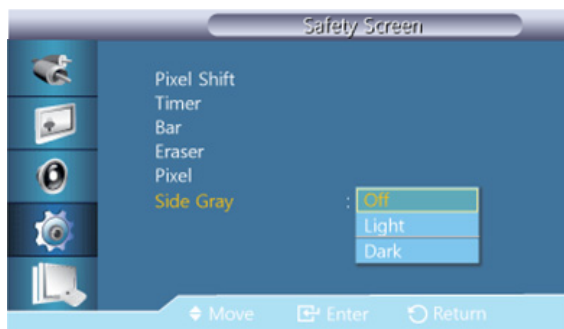 Safety Screen
Pixel Shift
Timer
Bar
Eraser
Pixel
Side Gray : Off
Light
Dark
Move Enter Return